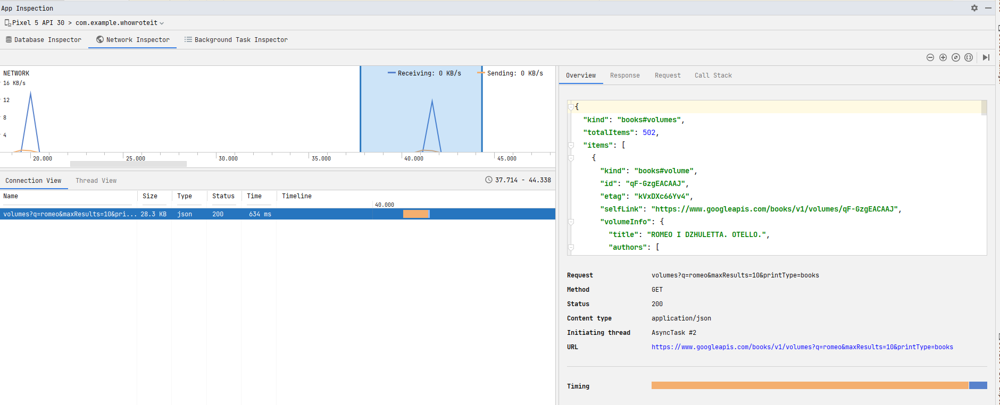 App Inspection
Pixel 5 API 30 > com.example.whowroteit
Database Inspector Network Inspector Background Task Inspector
NETWORK
Receiving: 0 KB/s Sending: 0 KB/s
16 KB/s
12
8
4
20.000 25.000 30.000 35.000 40.000 45.000
Connection View Thread View 37.714 - 44.338
Name Size Type Status Time Timeline
40.000
volumes?q=romeo&maxResults=10&pri... 28.3 KB json 200 634 ms
Overview Response Request Call Stack
{
"kind": "books#volumes",
"totalItems": 502,
"items": [
{
"kind": "books#volume",
"id": "qF-GzgEACAAJ",
"etag": "kVxDXc66Yv4",
"selfLink": "https://www.googleapis.com/books/v1/volumes/qF-GzgEACAAJ",
"volumeInfo": {
"title": "ROMEO I DZHULETTA. OTELLO.",
"authors": [
Request volumes?q=romeo&maxResults=10&printType=books
Method GET
Status 200
Content type application/json
Initiating thread AsyncTask #2
URL https://www.googleapis.com/books/v1/volumes?q=romeo&maxResults=10&printType=books
Timing